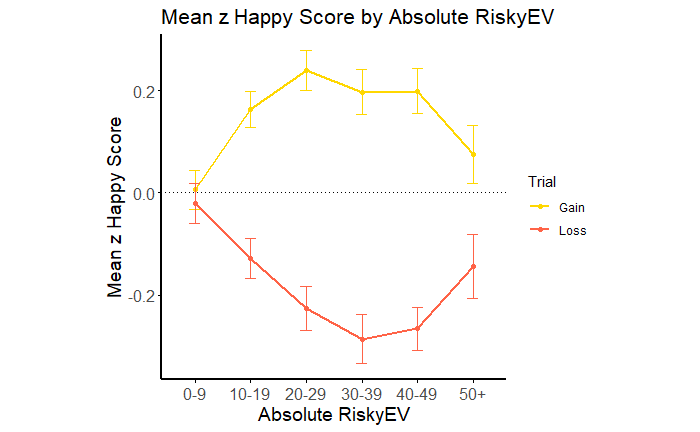 Mean z Happy Score by Absolute RiskyEV
Mean z Happy Score
0.2
0.0
-0.2
0-9 10-19 20-29 30-39 40-49 50+
Absolute RiskyEV
Trial
Gain
Loss